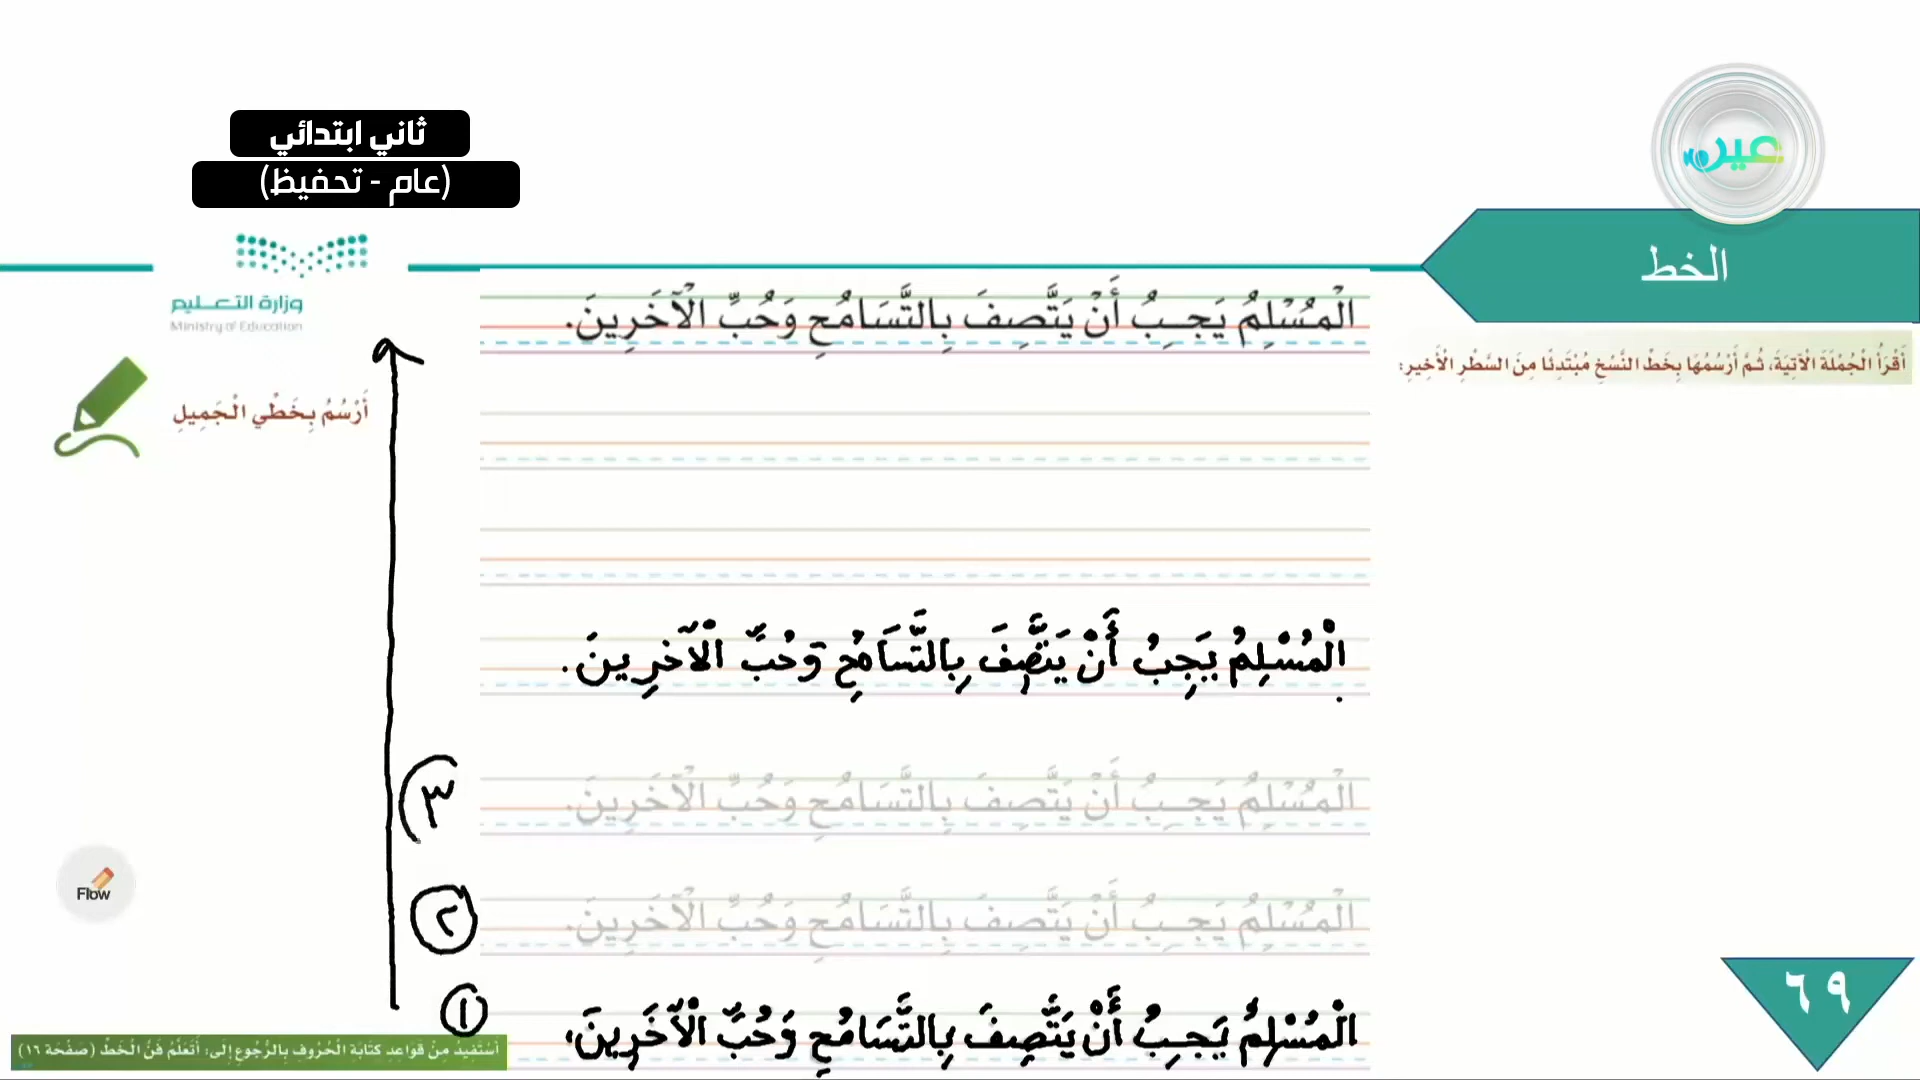 عين
ثاني ابتدائي
(عام - تحفيظ)
الخط
وزارة التعليم
Ministry of Education
الْمُسْلِمُ يَجِبُ أَنْ يَتَّصِفَ بِالتَّسَامُحِ وَحُبِّ الْآخَرِينَ.
أَقْرَأُ الْجُمْلَةَ الْآتِيَةَ، ثُمَّ أَرْسُمُهَا بِخَطِّ النَّسْخِ مُبْتَدِئًا مِنَ السَّطْرِ الْأَخِيرِ:
أَرْسُمُ بِخَطِّي الْجَمِيلِ
الْمُسْلِمُ يَجِبُ أَنْ يَتَّصِفَ بِالتَّسَامُحِ وَحُبِّ الْآخَرِينَ.
٣
الْمُسْلِمُ يَجِبُ أَنْ يَتَّصِفَ بِالتَّسَامُحِ وَحُبِّ الْآخَرِينَ.
Flow
٢
الْمُسْلِمُ يَجِبُ أَنْ يَتَّصِفَ بِالتَّسَامُحِ وَحُبِّ الْآخَرِينَ.
١
الْمُسْلِمُ يَجِبُ أَنْ يَتَّصِفَ بِالتَّسَامُحِ وَحُبِّ الْآخَرِينَ.
٦٩
أَسْتَفِيدُ مِنْ قَوَاعِدِ كِتَابَةِ الْحُرُوفِ بِالرُّجُوعِ إِلَى: أَتَعَلَّمُ فَنَّ الْخَطِّ (صَفْحَة ١٦)